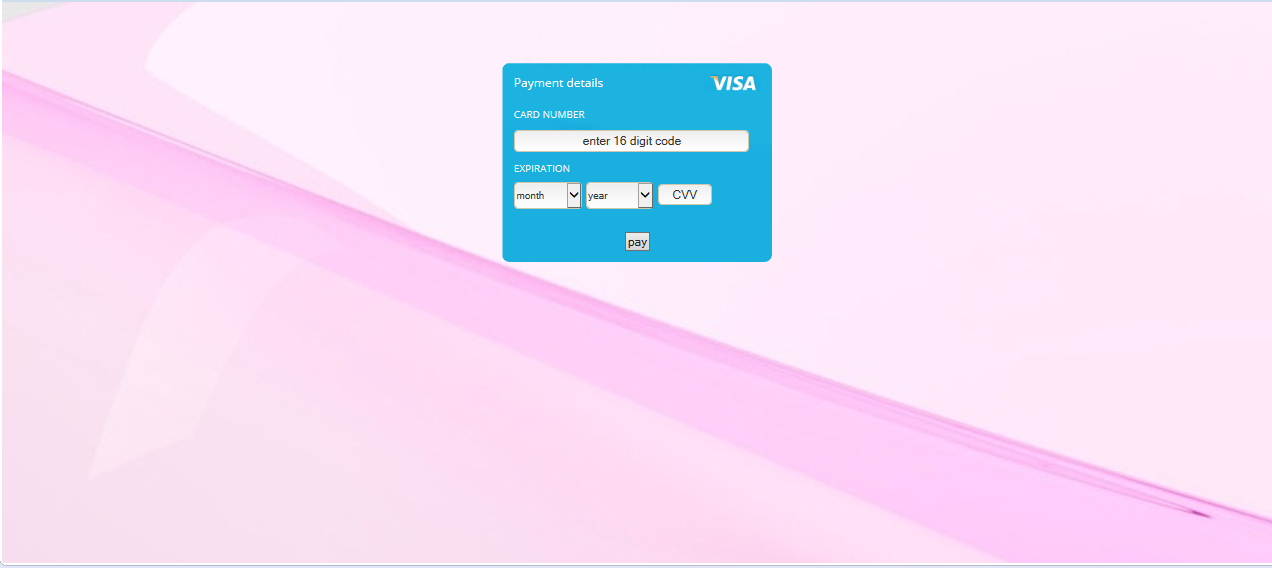 Payment details VISA
CARD NUMBER
enter 16 digit code
EXPIRATION
month year CVV
pay